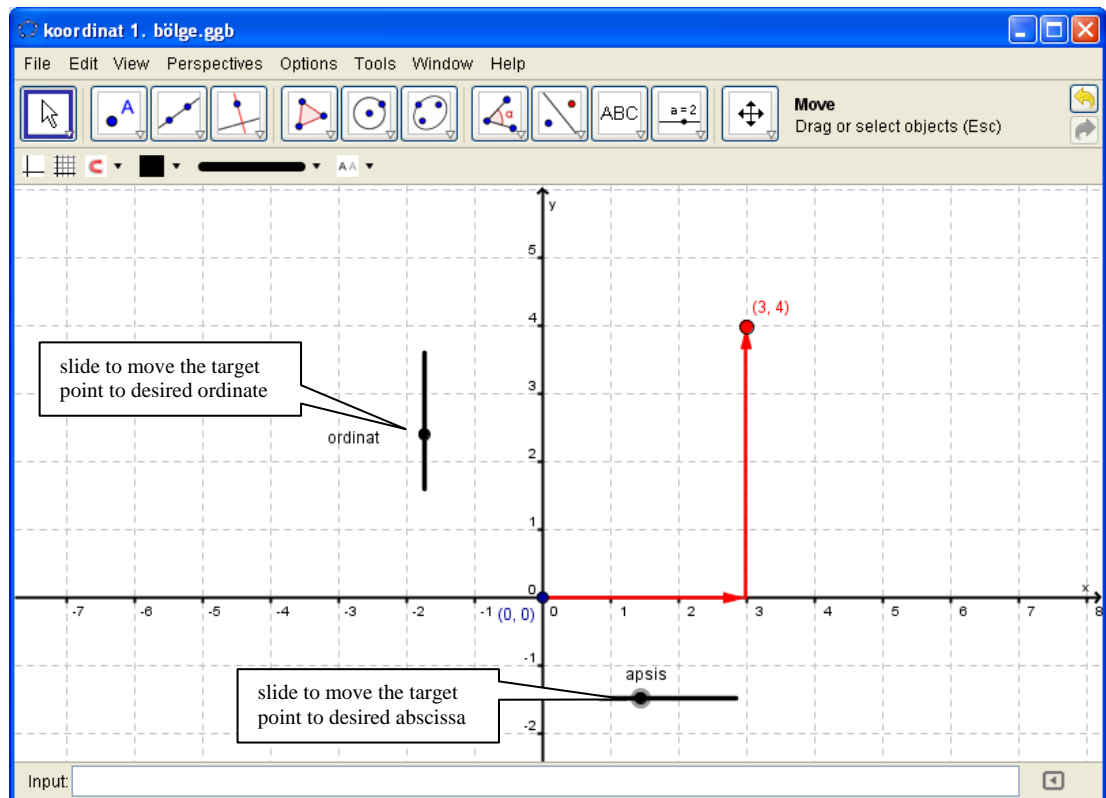 koordinat 1. bölge.ggb
File Edit View Perspectives Options Tools Window Help
A
α
ABC
a = 2
Move
Drag or select objects (Esc)
A A
y
5
4
3
2
1
0
-1
-2
(3, 4)
slide to move the target
point to desired ordinate
ordinat
-7 -6 -5 -4 -3 -2 -1 (0, 0) 0 1 2 3 4 5 6 7 8
x
apsis
slide to move the target
point to desired abscissa
Input: